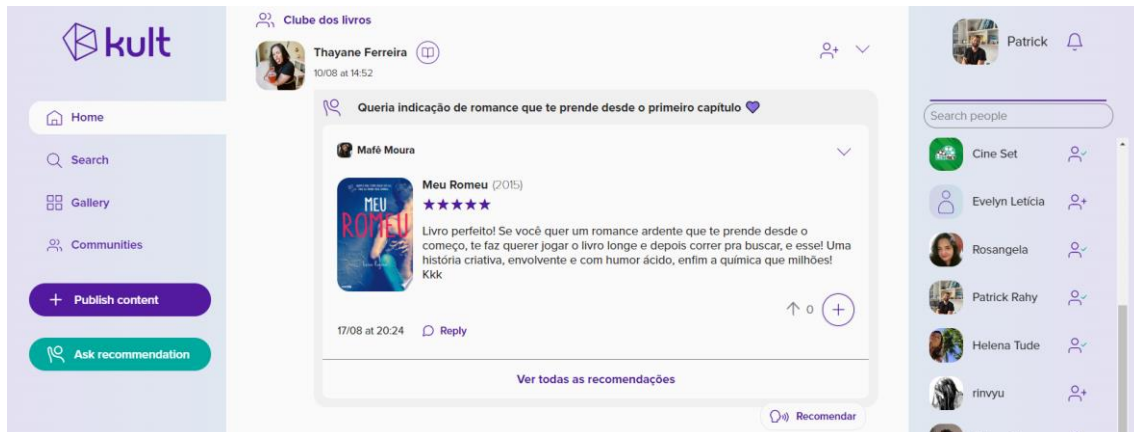 kult
Home
Search
Gallery
Communities
+ Publish content
Ask recommendation
Clube dos livros
Thayane Ferreira
10/08 at 14:52
Queria indicação de romance que te prende desde o primeiro capítulo 💜
Mafê Moura
MEU
ROMEU
Meu Romeu (2015)
★★★★★
Livro perfeito! Se você quer um romance ardente que te prende desde o
começo, te faz querer jogar o livro longe e depois correr pra buscar, e esse! Uma
história criativa, envolvente e com humor ácido, enfim a química que milhões!
Kkk
0
17/08 at 20:24
Reply
Ver todas as recomendações
Recomendar
Patrick
Search people
Cine Set
Evelyn Letícia
Rosangela
Patrick Rahy
Helena Tude
rinvyu